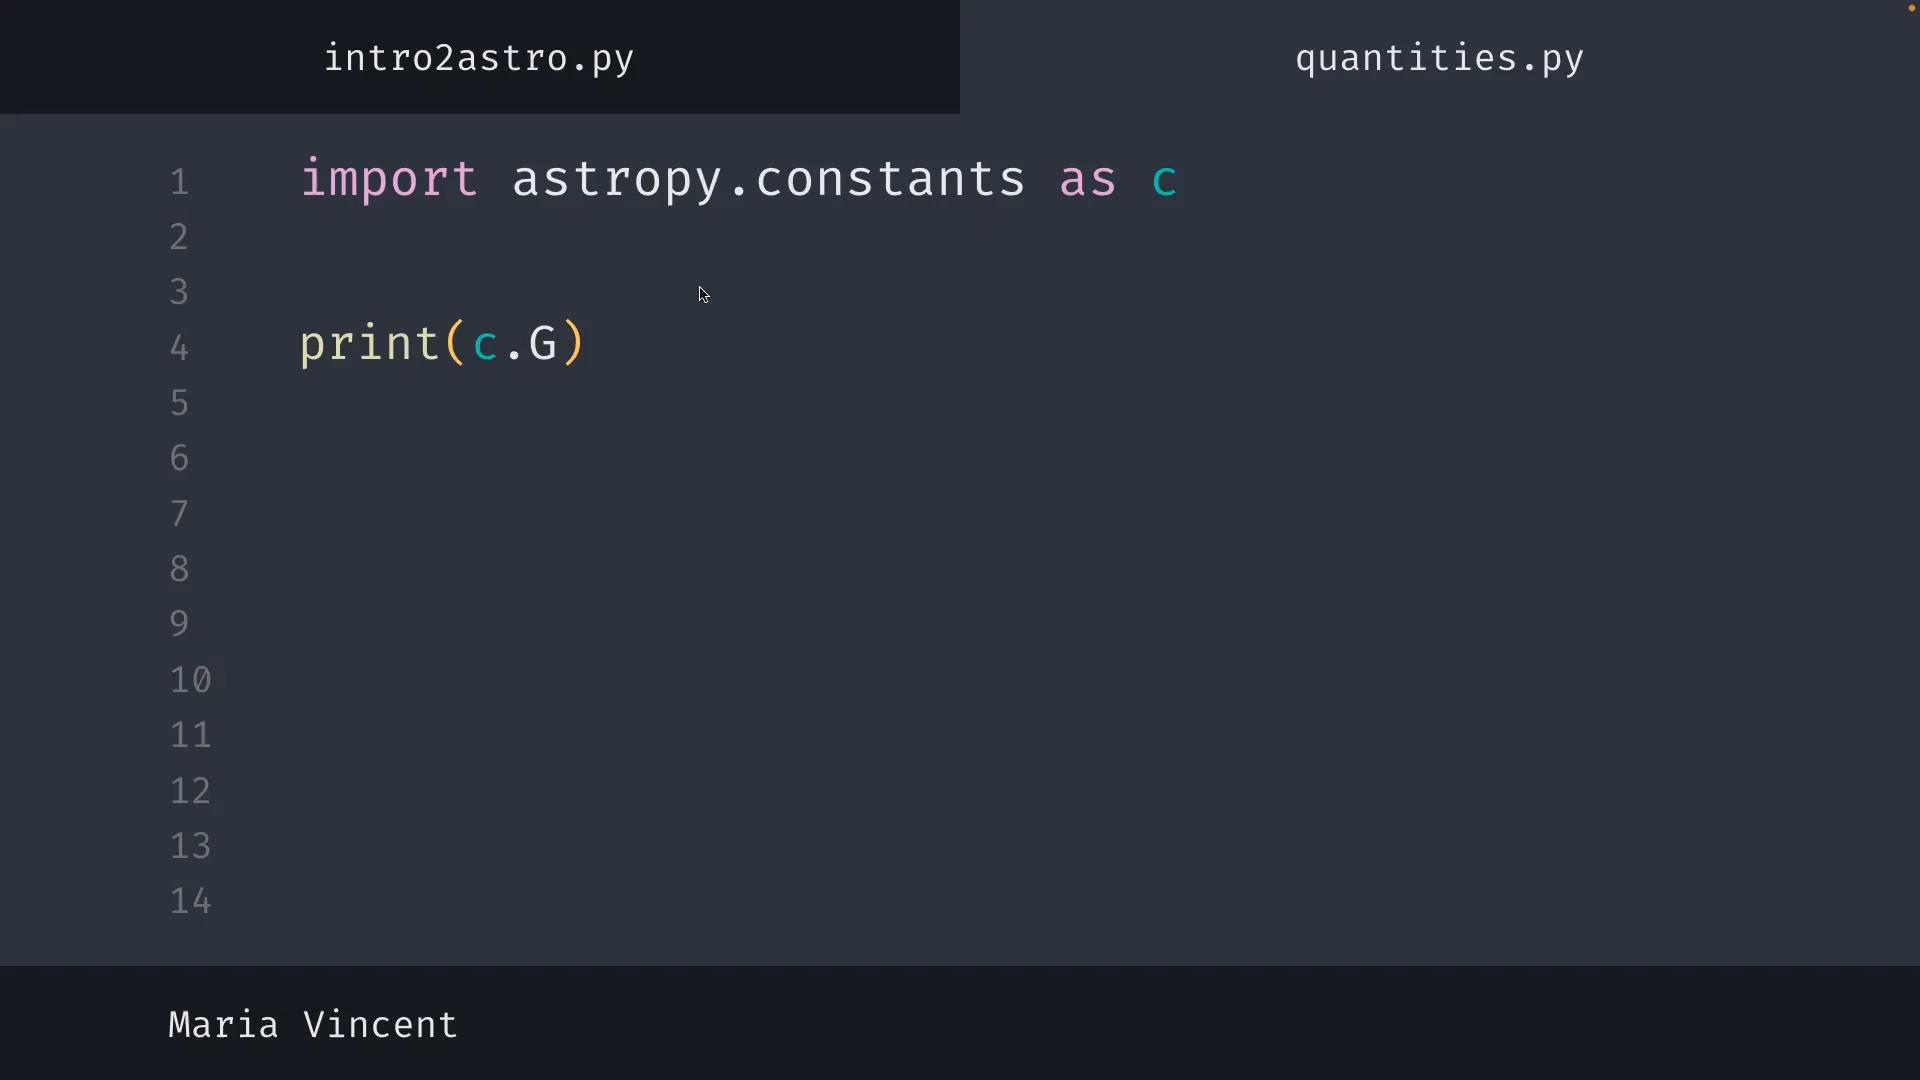 intro2astro.py
quantities.py
1 import astropy.constants as c
2
3
4 print(c.G)
5
6
7
8
9
10
11
12
13
14
Maria Vincent